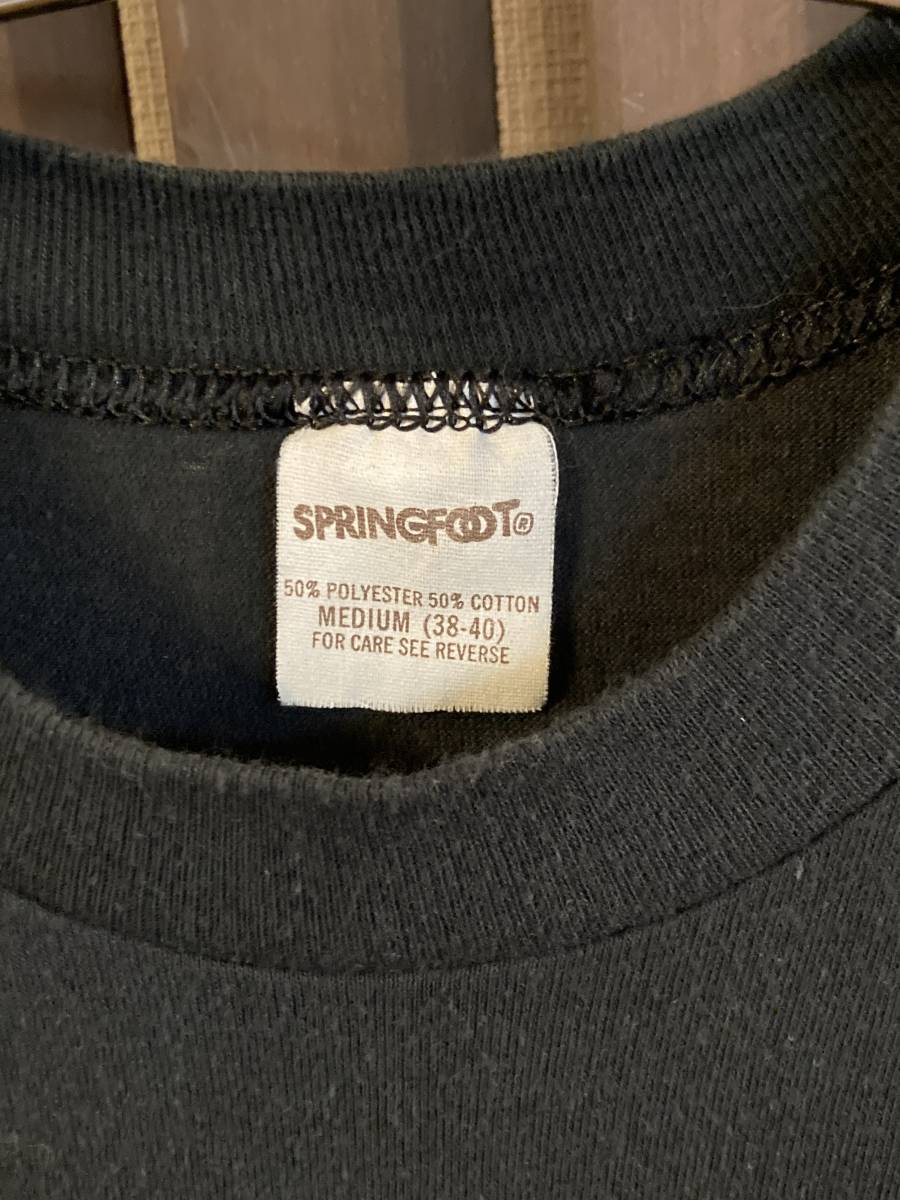 SPRINGFOOT®
50% POLYESTER 50% COTTON
MEDIUM (38-40)
FOR CARE SEE REVERSE